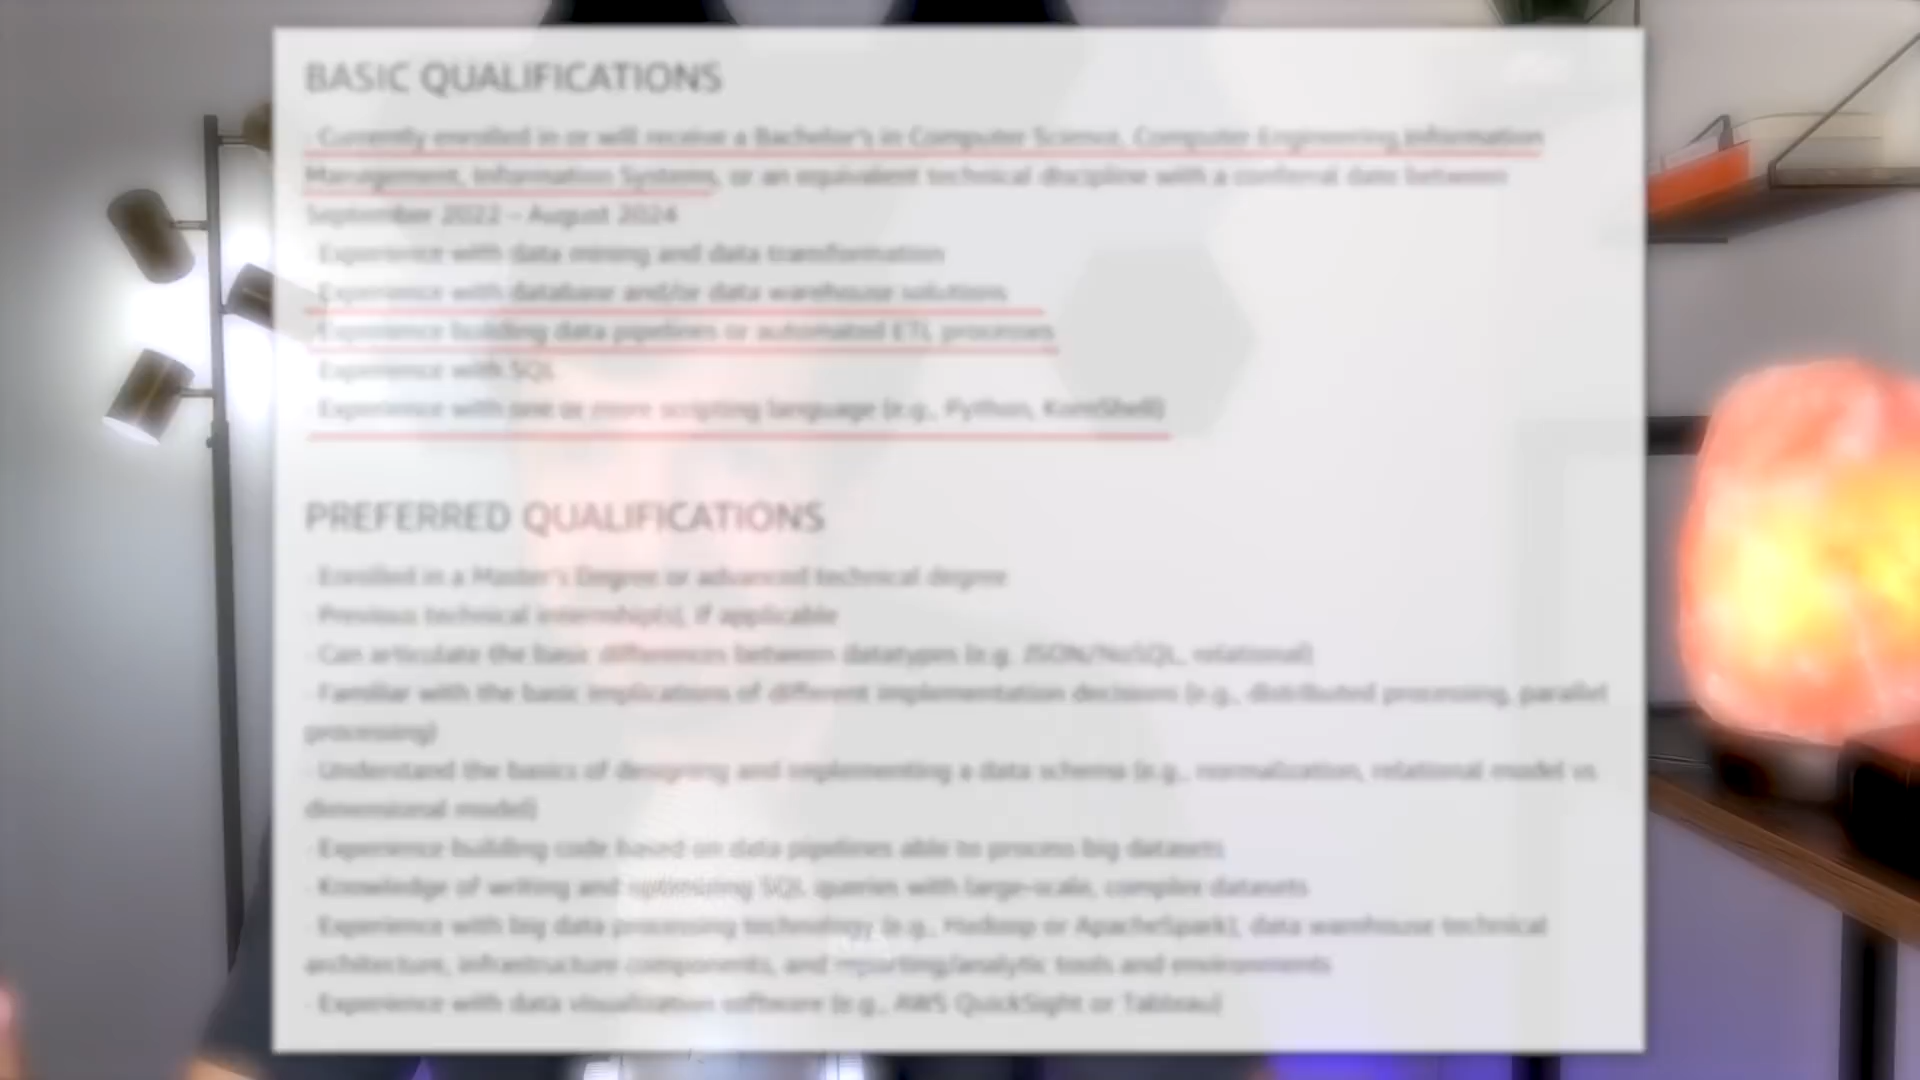 BASIC QUALIFICATIONS
· Currently enrolled in or will receive a Bachelor's in Computer Science, Computer Engineering, Information
Management, Information Systems, or an equivalent technical discipline with a conferral date between
September 2022 – August 2024
· Experience with data mining and data transformation
· Experience with database and/or data warehouse solutions
· Experience building data pipelines or automated ETL processes
· Experience with SQL
· Experience with one or more scripting language (e.g., Python, KornShell)
PREFERRED QUALIFICATIONS
· Enrolled in a Master's Degree or advanced technical degree
· Previous technical internship(s), if applicable
· Can articulate the basic differences between datatypes (e.g. JSON/NoSQL, relational)
· Familiar with the basic implications of different implementation decisions (e.g., distributed processing, parallel
processing)
· Understand the basics of designing and implementing a data schema (e.g., normalization, relational model vs
dimensional model)
· Experience building code based on data pipelines able to process big datasets
· Knowledge of writing and optimizing SQL queries with large-scale, complex datasets
· Experience with big data processing technology (e.g., Hadoop or ApacheSpark), data warehouse technical
architecture, infrastructure components, and reporting/analytic tools and environments
· Experience with data visualization software (e.g., AWS QuickSight or Tableau)